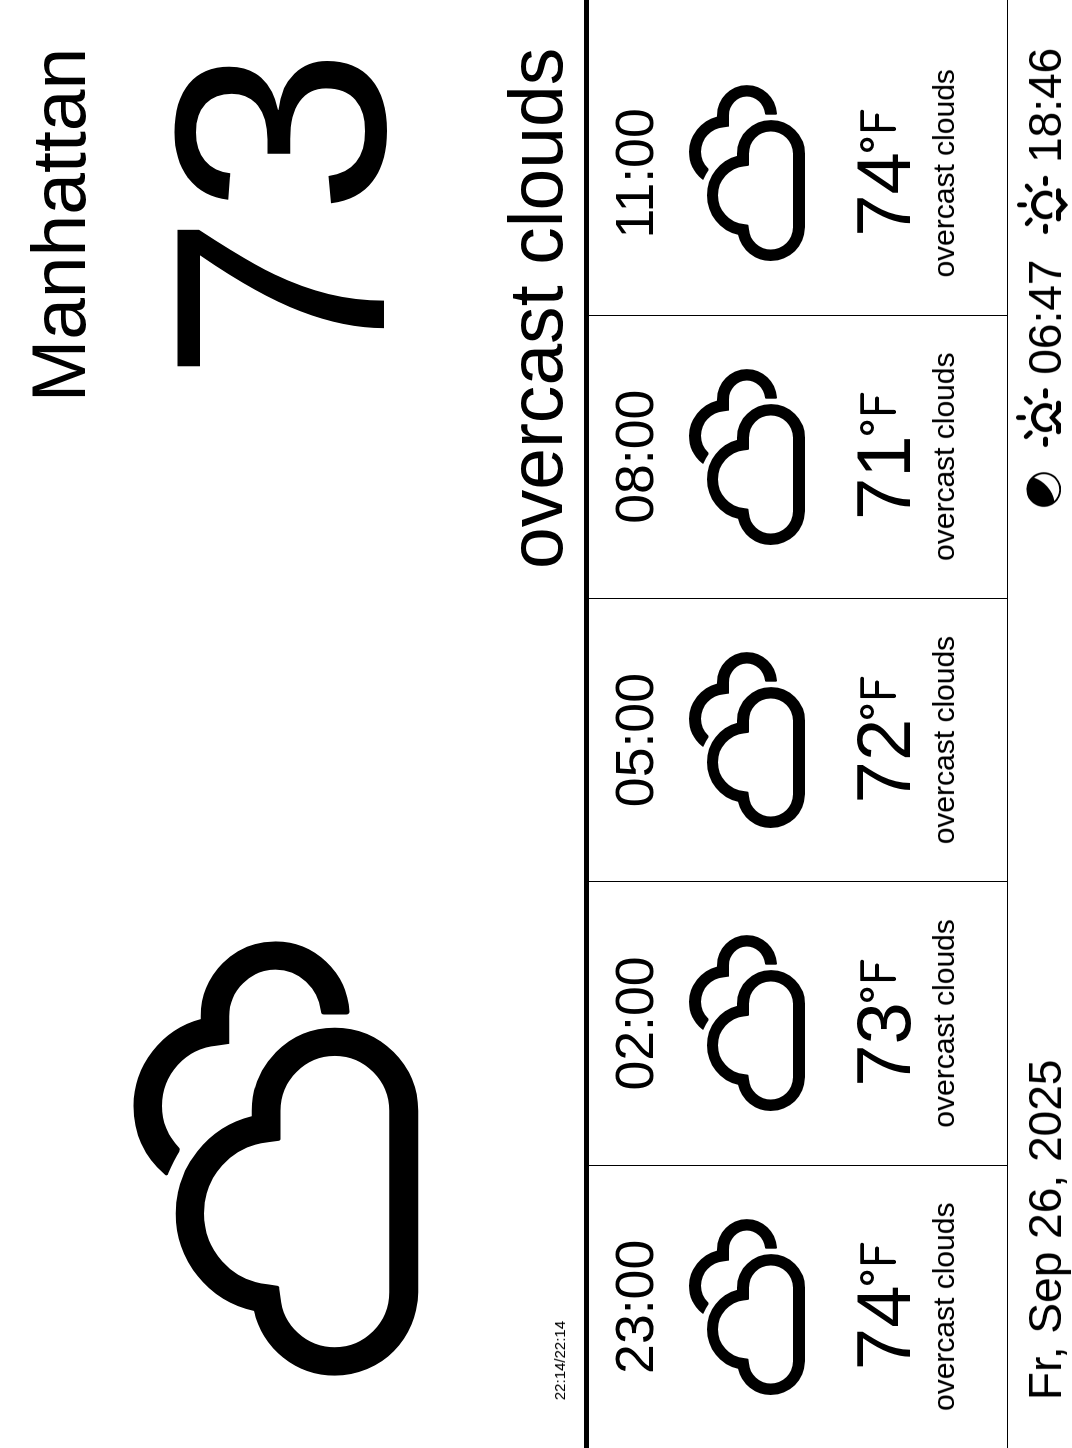 Manhattan
73
22:14/22:14
overcast clouds
23:00 02:00 05:00 08:00 11:00
74°F 73°F 72°F 71°F 74°F
overcast clouds overcast clouds overcast clouds overcast clouds overcast clouds
Fr, Sep 26, 2025 06:47 18:46